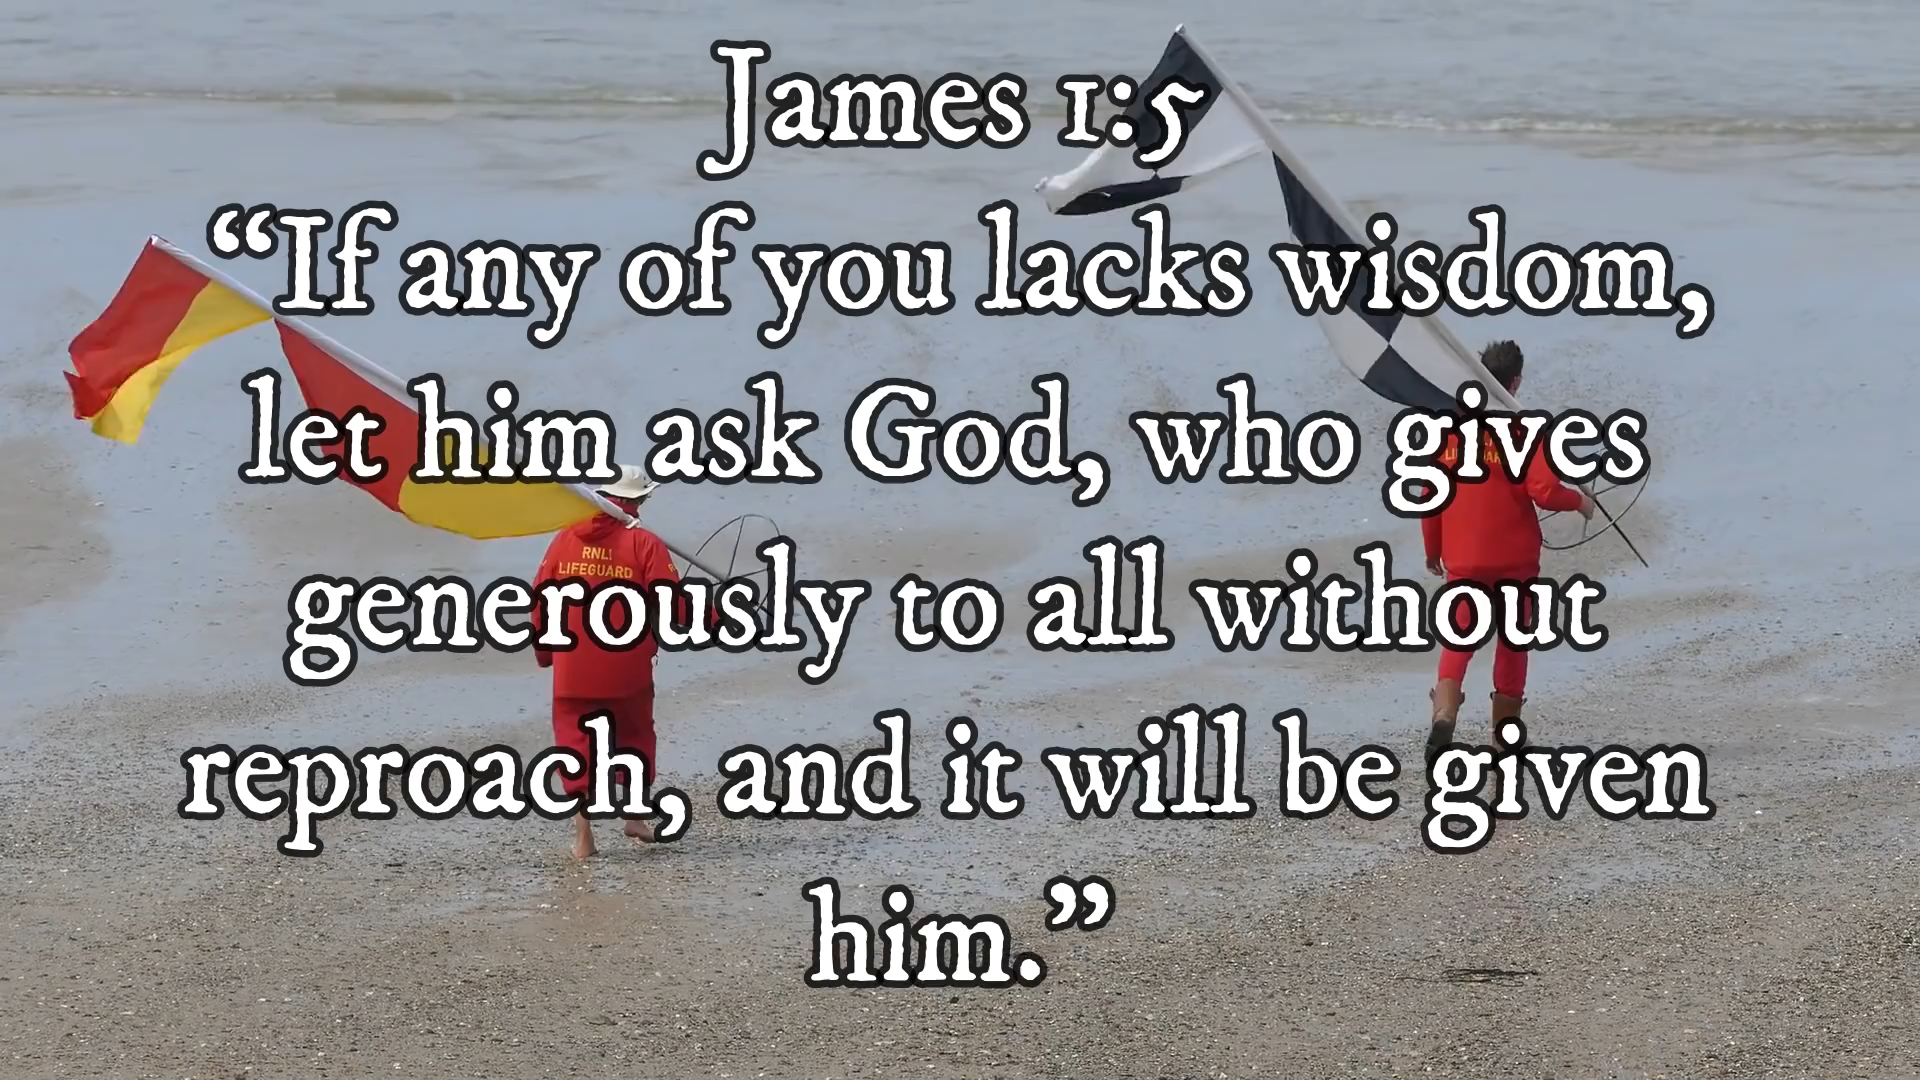 James 1:5
“If any of you lacks wisdom,
let him ask God, who gives
generously to all without
reproach, and it will be given
him.”
RNLI
LIFEGUARD